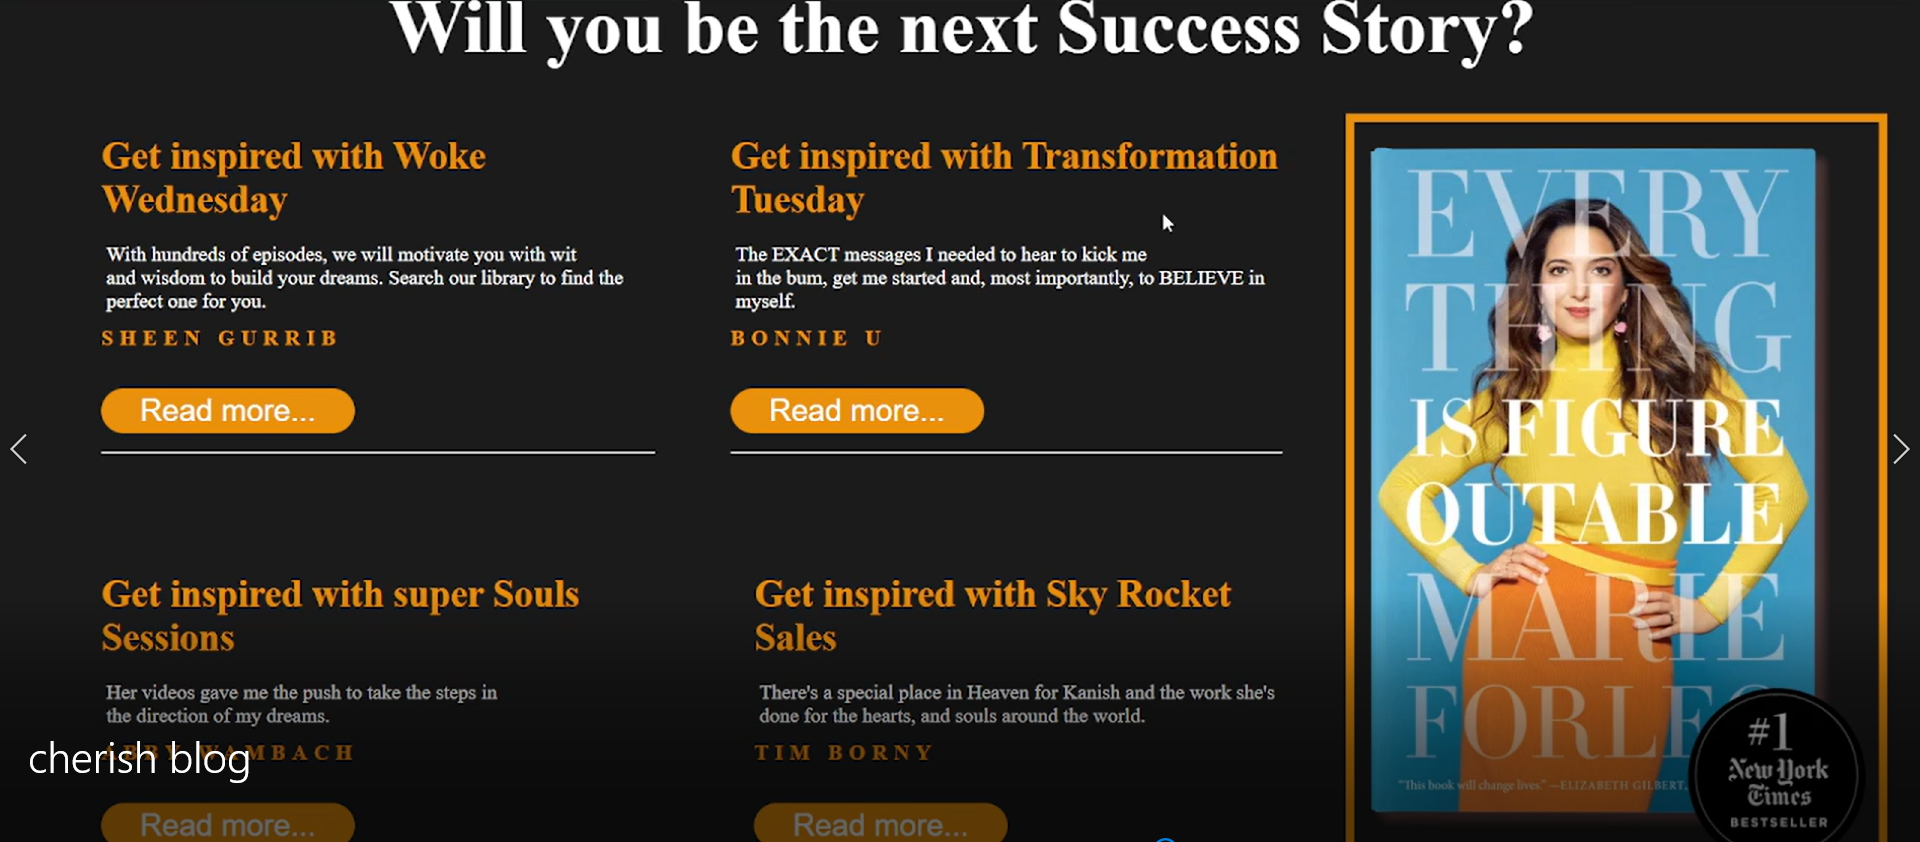 Will you be the next Success Story?
Get inspired with Woke
Wednesday
With hundreds of episodes, we will motivate you with wit
and wisdom to build your dreams. Search our library to find the
perfect one for you.
SHEEN GURRIB
Read more...
Get inspired with Transformation
Tuesday
The EXACT messages I needed to hear to kick me
in the bum, get me started and, most importantly, to BELIEVE in
myself.
BONNIE U
Read more...
Get inspired with super Souls
Sessions
Her videos gave me the push to take the steps in
the direction of my dreams.
ABBY WAMBACH
Read more...
Get inspired with Sky Rocket
Sales
There's a special place in Heaven for Kanish and the work she's
done for the hearts, and souls around the world.
TIM BORNY
Read more...
EVERY
THING
IS FIGURE
OUTABLE
MARIE
FORLEO
"This book will change lives." —ELIZABETH GILBERT,
#1
New York
Times
BESTSELLER
cherish blog